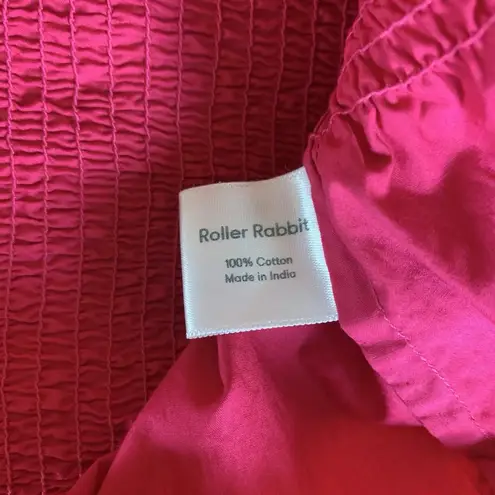 Roller Rabbit
100% Cotton
Made in India